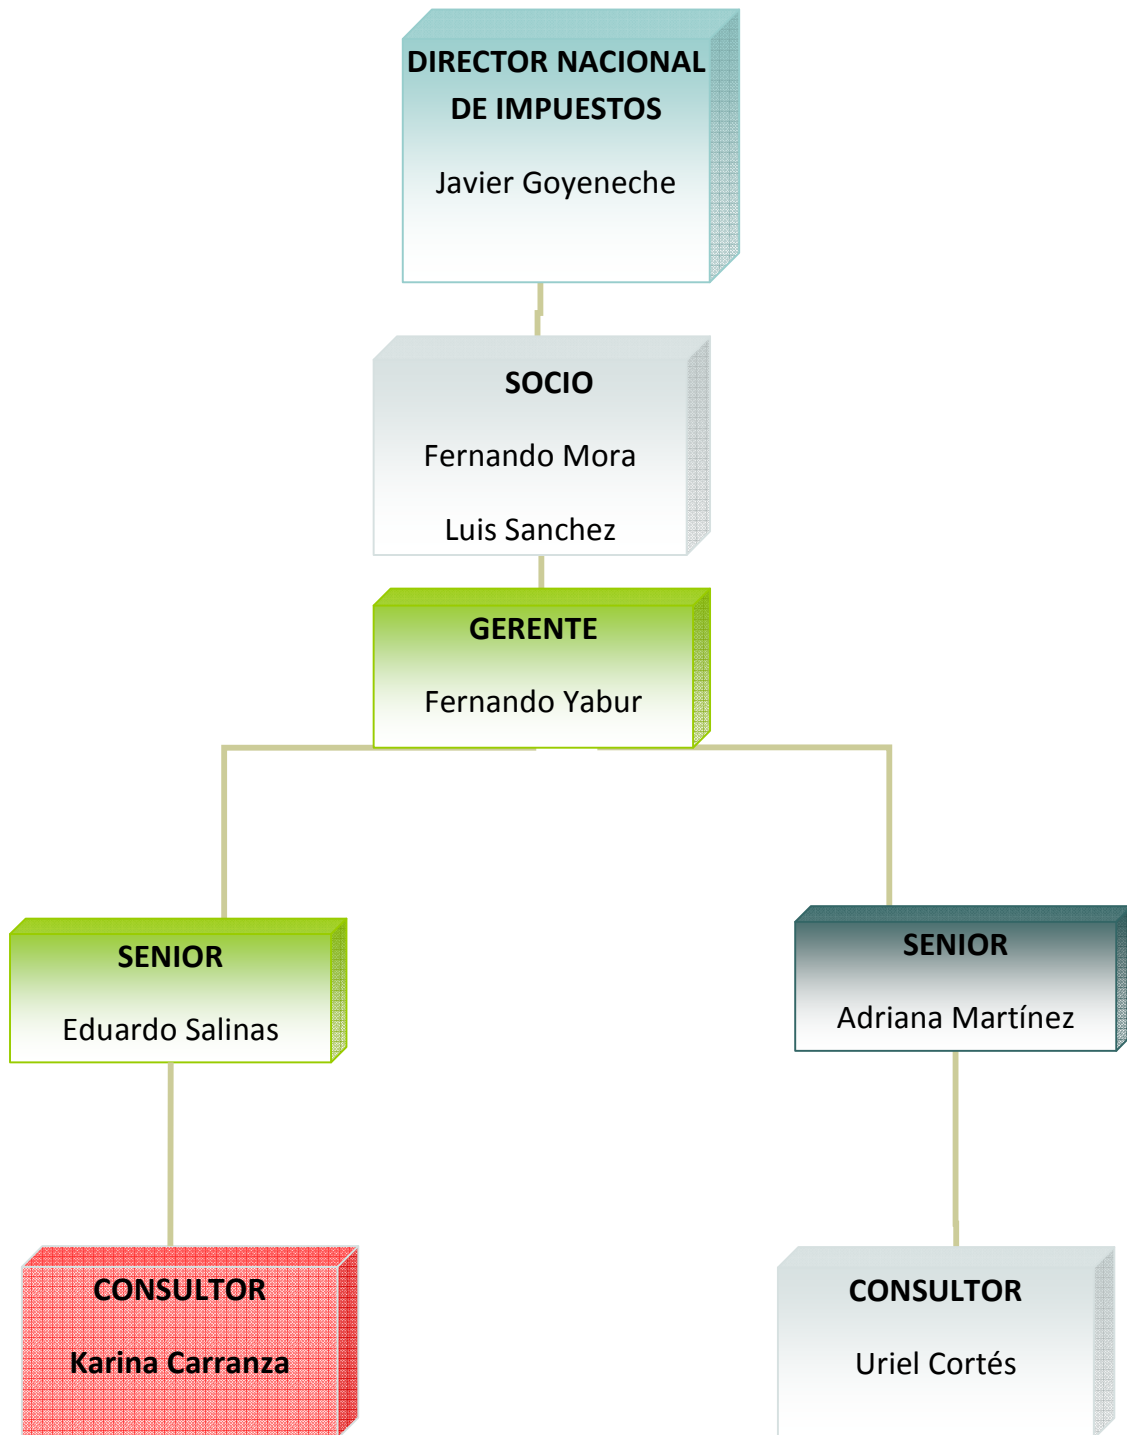 DIRECTOR NACIONAL
DE IMPUESTOS
Javier Goyeneche
SOCIO
Fernando Mora
Luis Sanchez
GERENTE
Fernando Yabur
SENIOR
Eduardo Salinas
SENIOR
Adriana Martínez
CONSULTOR
Karina Carranza
CONSULTOR
Uriel Cortés